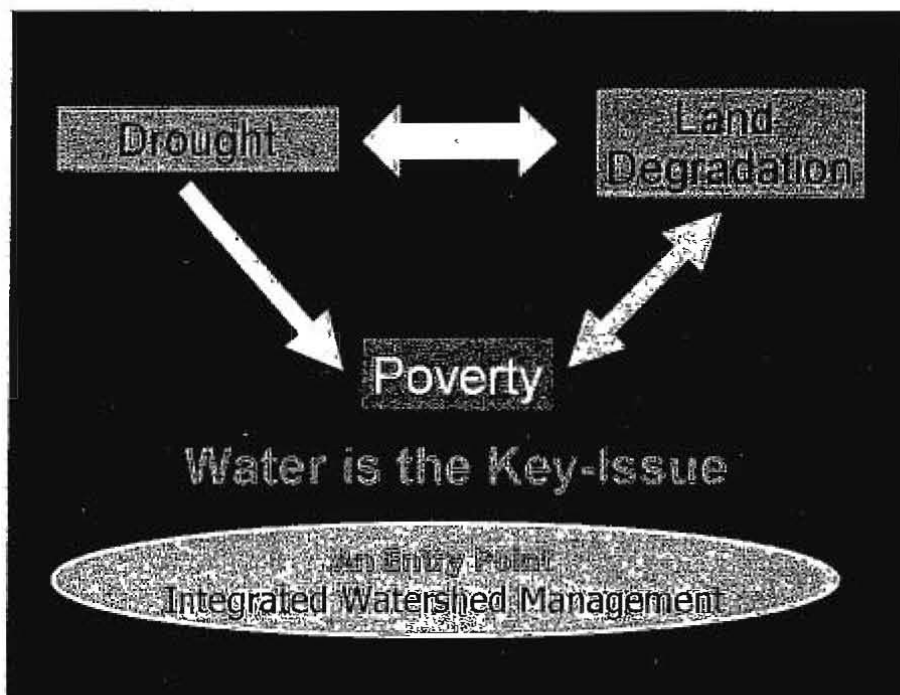 Drought
Land
Degradation
Poverty
Water is the Key-Issue
An Entry Point
Integrated Watershed Management